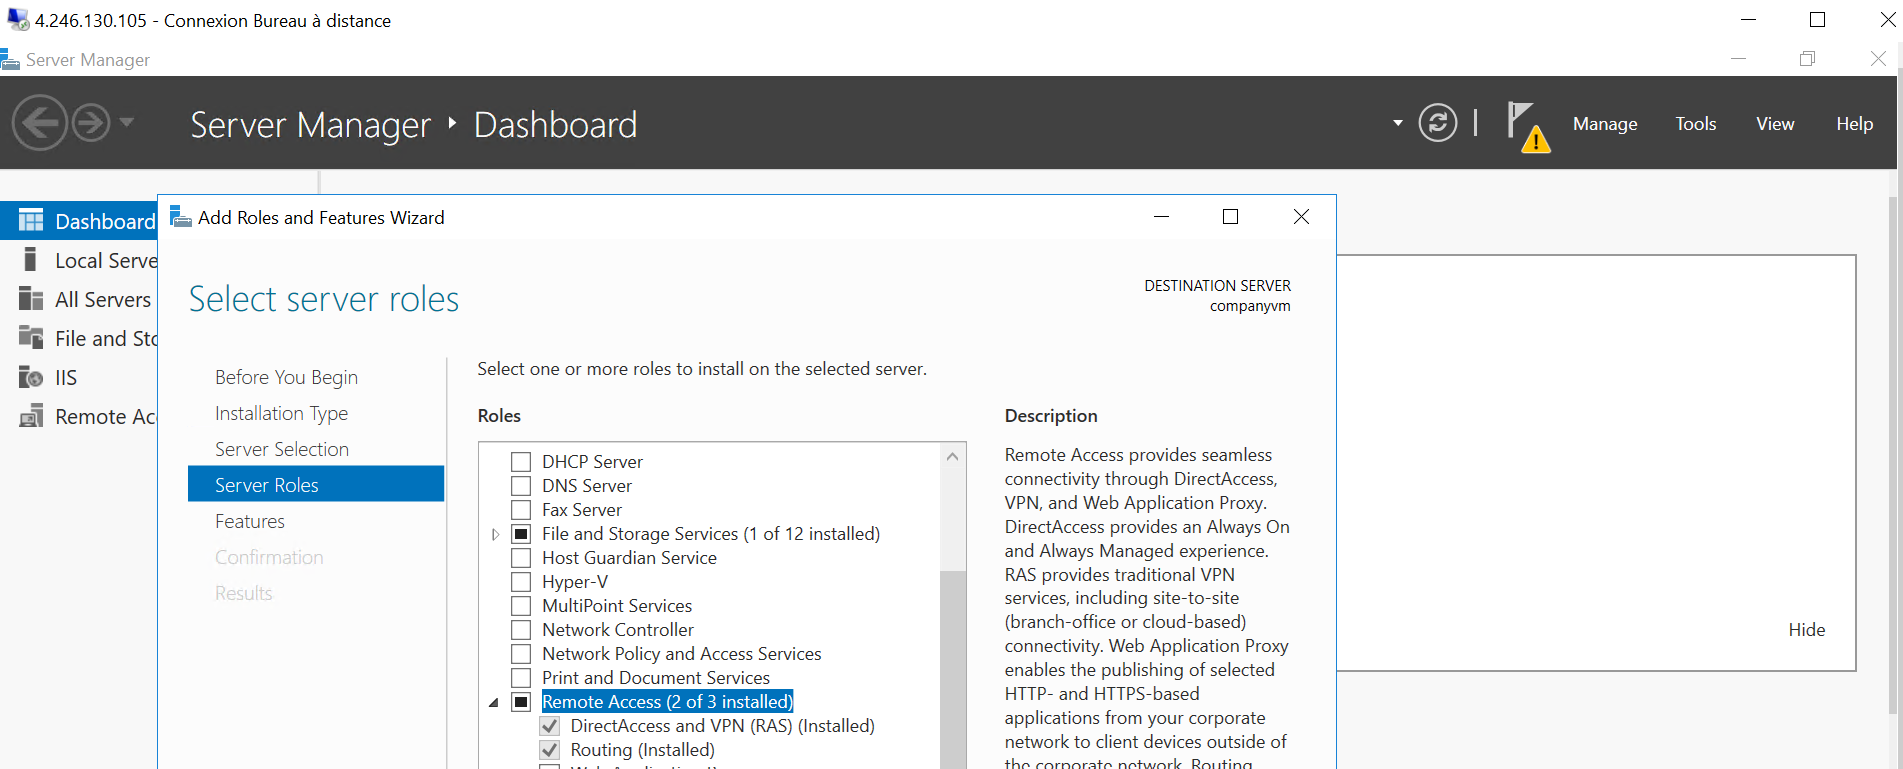 4.246.130.105 - Connexion Bureau à distance
Server Manager
Server Manager Dashboard
Manage Tools View Help
Dashboard
Local Serve
All Servers
File and Sto
IIS
Remote Ac
Add Roles and Features Wizard
Select server roles
DESTINATION SERVER
companyvm
Before You Begin
Installation Type
Server Selection
Server Roles
Features
Confirmation
Results
Select one or more roles to install on the selected server.
Roles
DHCP Server
DNS Server
Fax Server
File and Storage Services (1 of 12 installed)
Host Guardian Service
Hyper-V
MultiPoint Services
Network Controller
Network Policy and Access Services
Print and Document Services
Remote Access (2 of 3 installed)
DirectAccess and VPN (RAS) (Installed)
Routing (Installed)
Description
Remote Access provides seamless
connectivity through DirectAccess,
VPN, and Web Application Proxy.
DirectAccess provides an Always On
and Always Managed experience.
RAS provides traditional VPN
services, including site-to-site
(branch-office or cloud-based)
connectivity. Web Application Proxy
enables the publishing of selected
HTTP- and HTTPS-based
applications from your corporate
network to client devices outside of
the corporate network. Routing
Hide